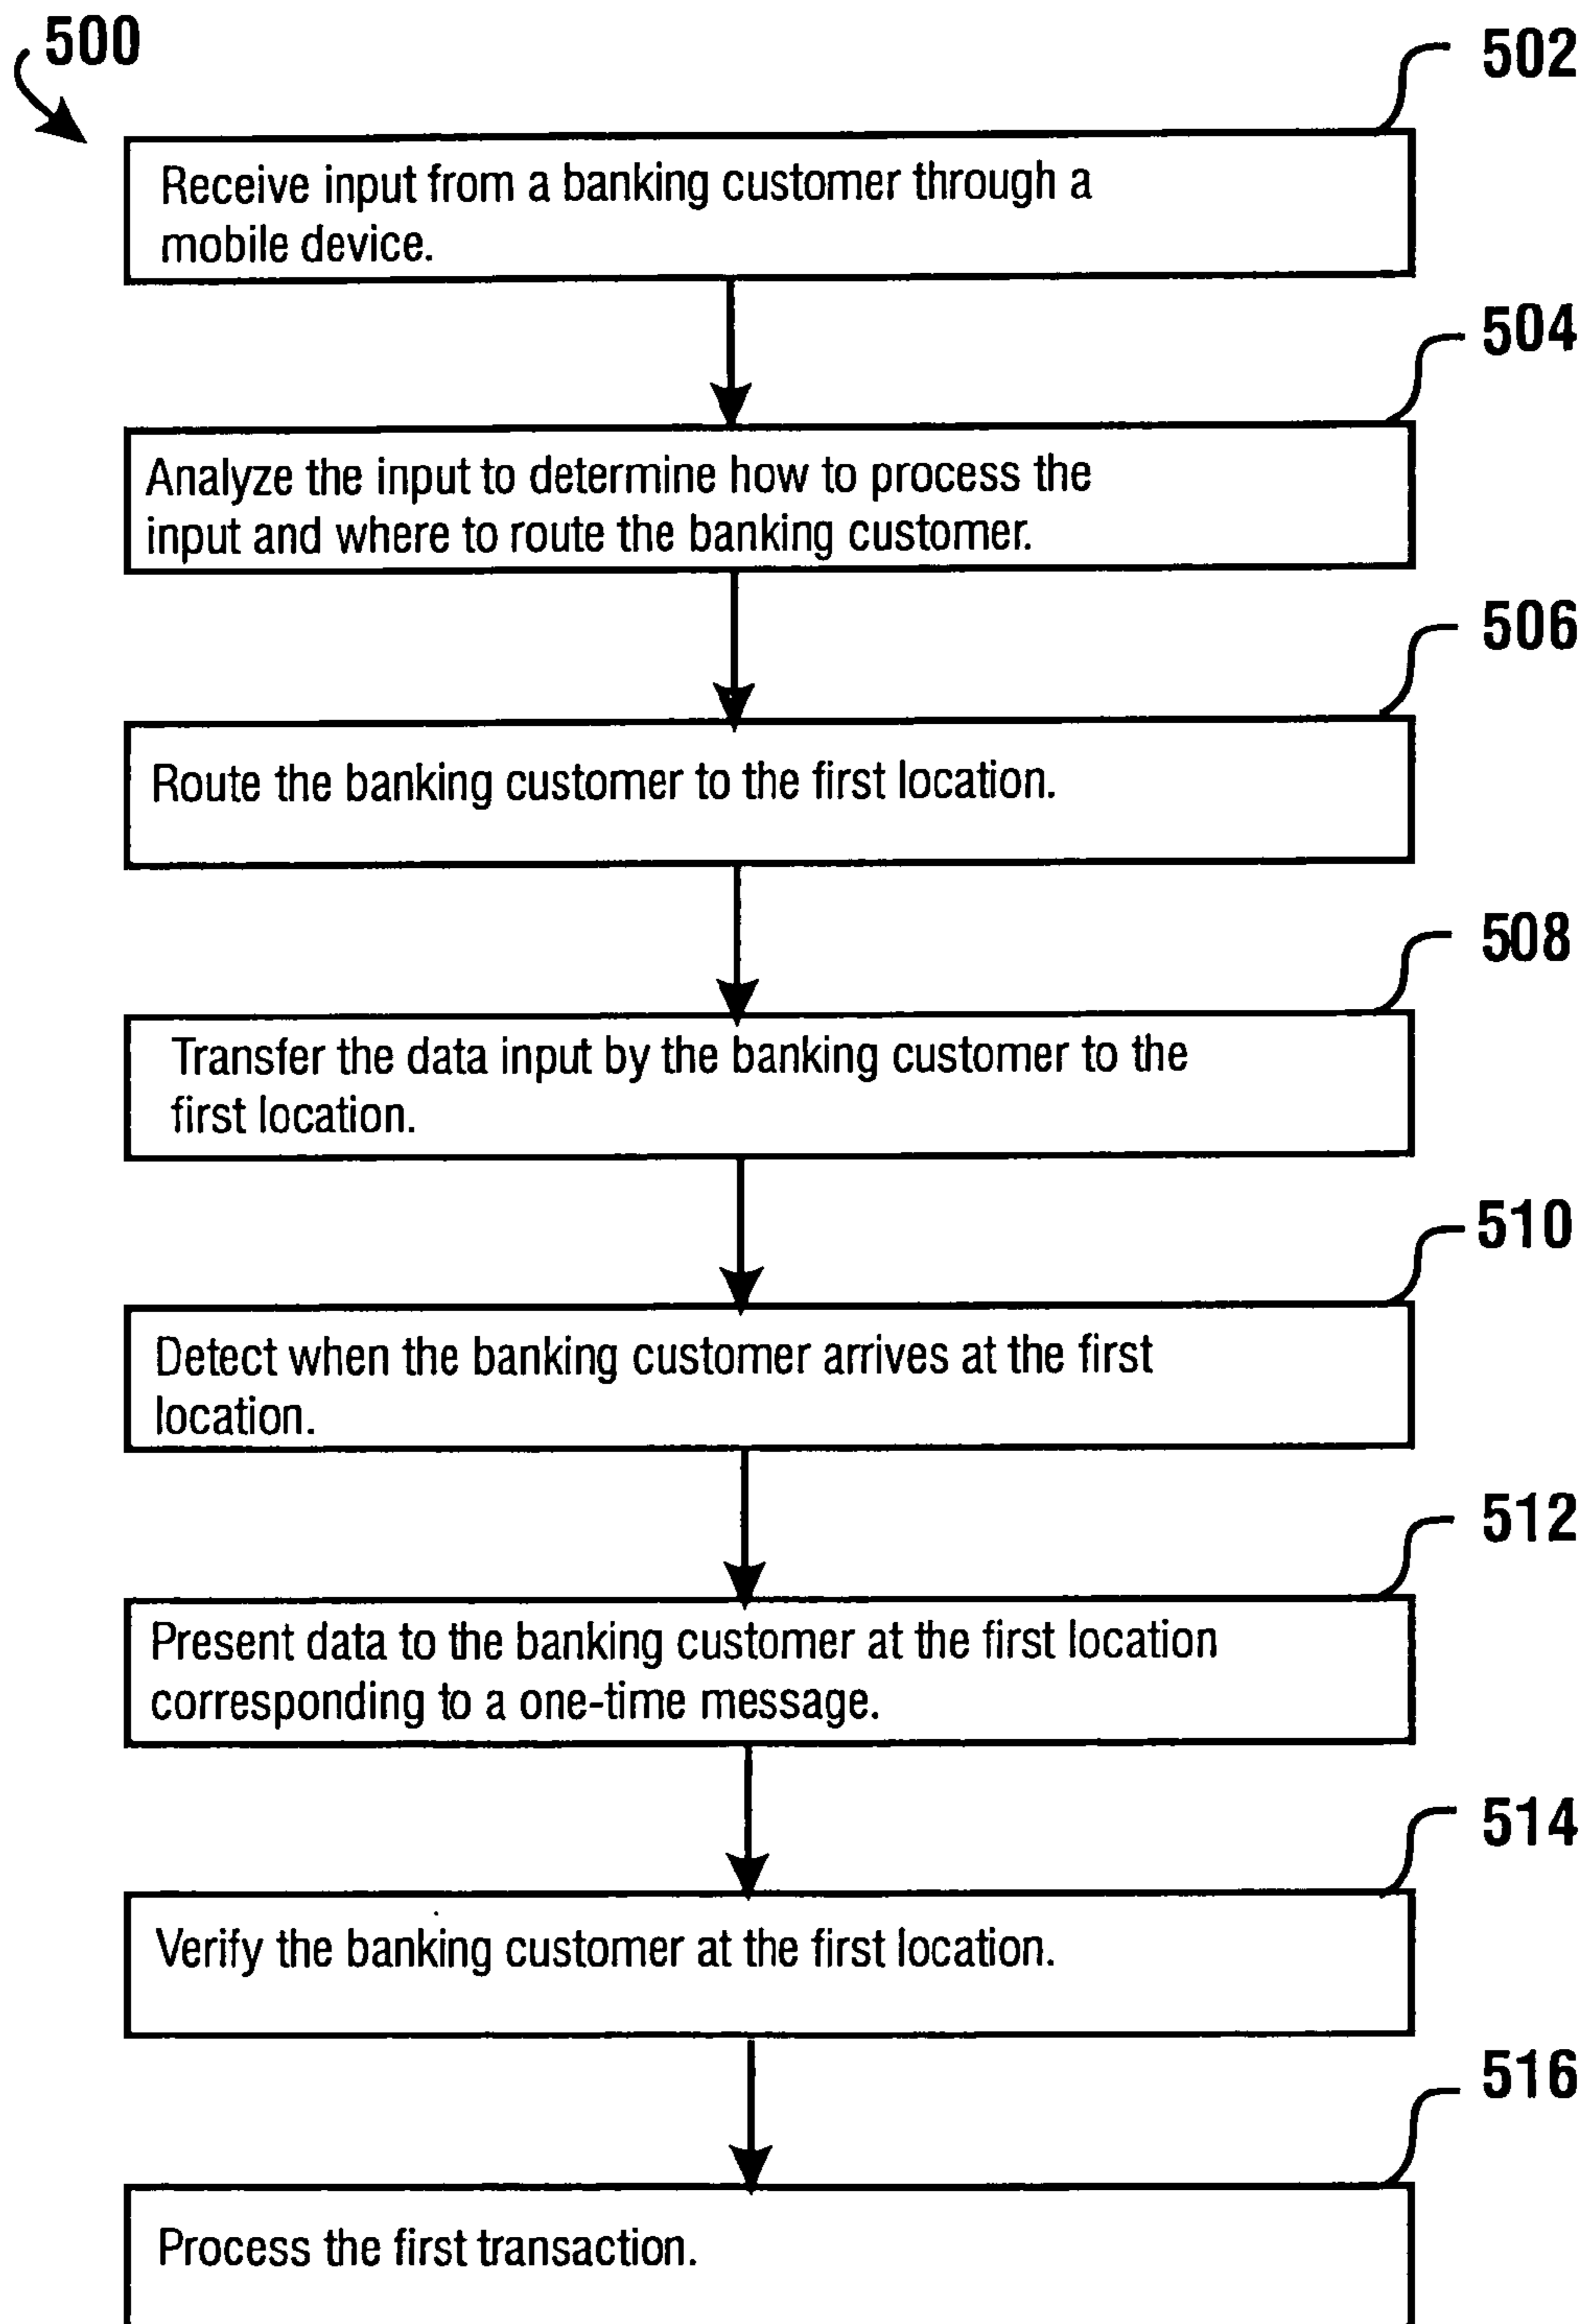 500
502
Receive input from a banking customer through a
mobile device.
504
Analyze the input to determine how to process the
input and where to route the banking customer.
506
Route the banking customer to the first location.
508
Transfer the data input by the banking customer to the
first location.
510
Detect when the banking customer arrives at the first
location.
512
Present data to the banking customer at the first location
corresponding to a one-time message.
514
Verify the banking customer at the first location.
516
Process the first transaction.